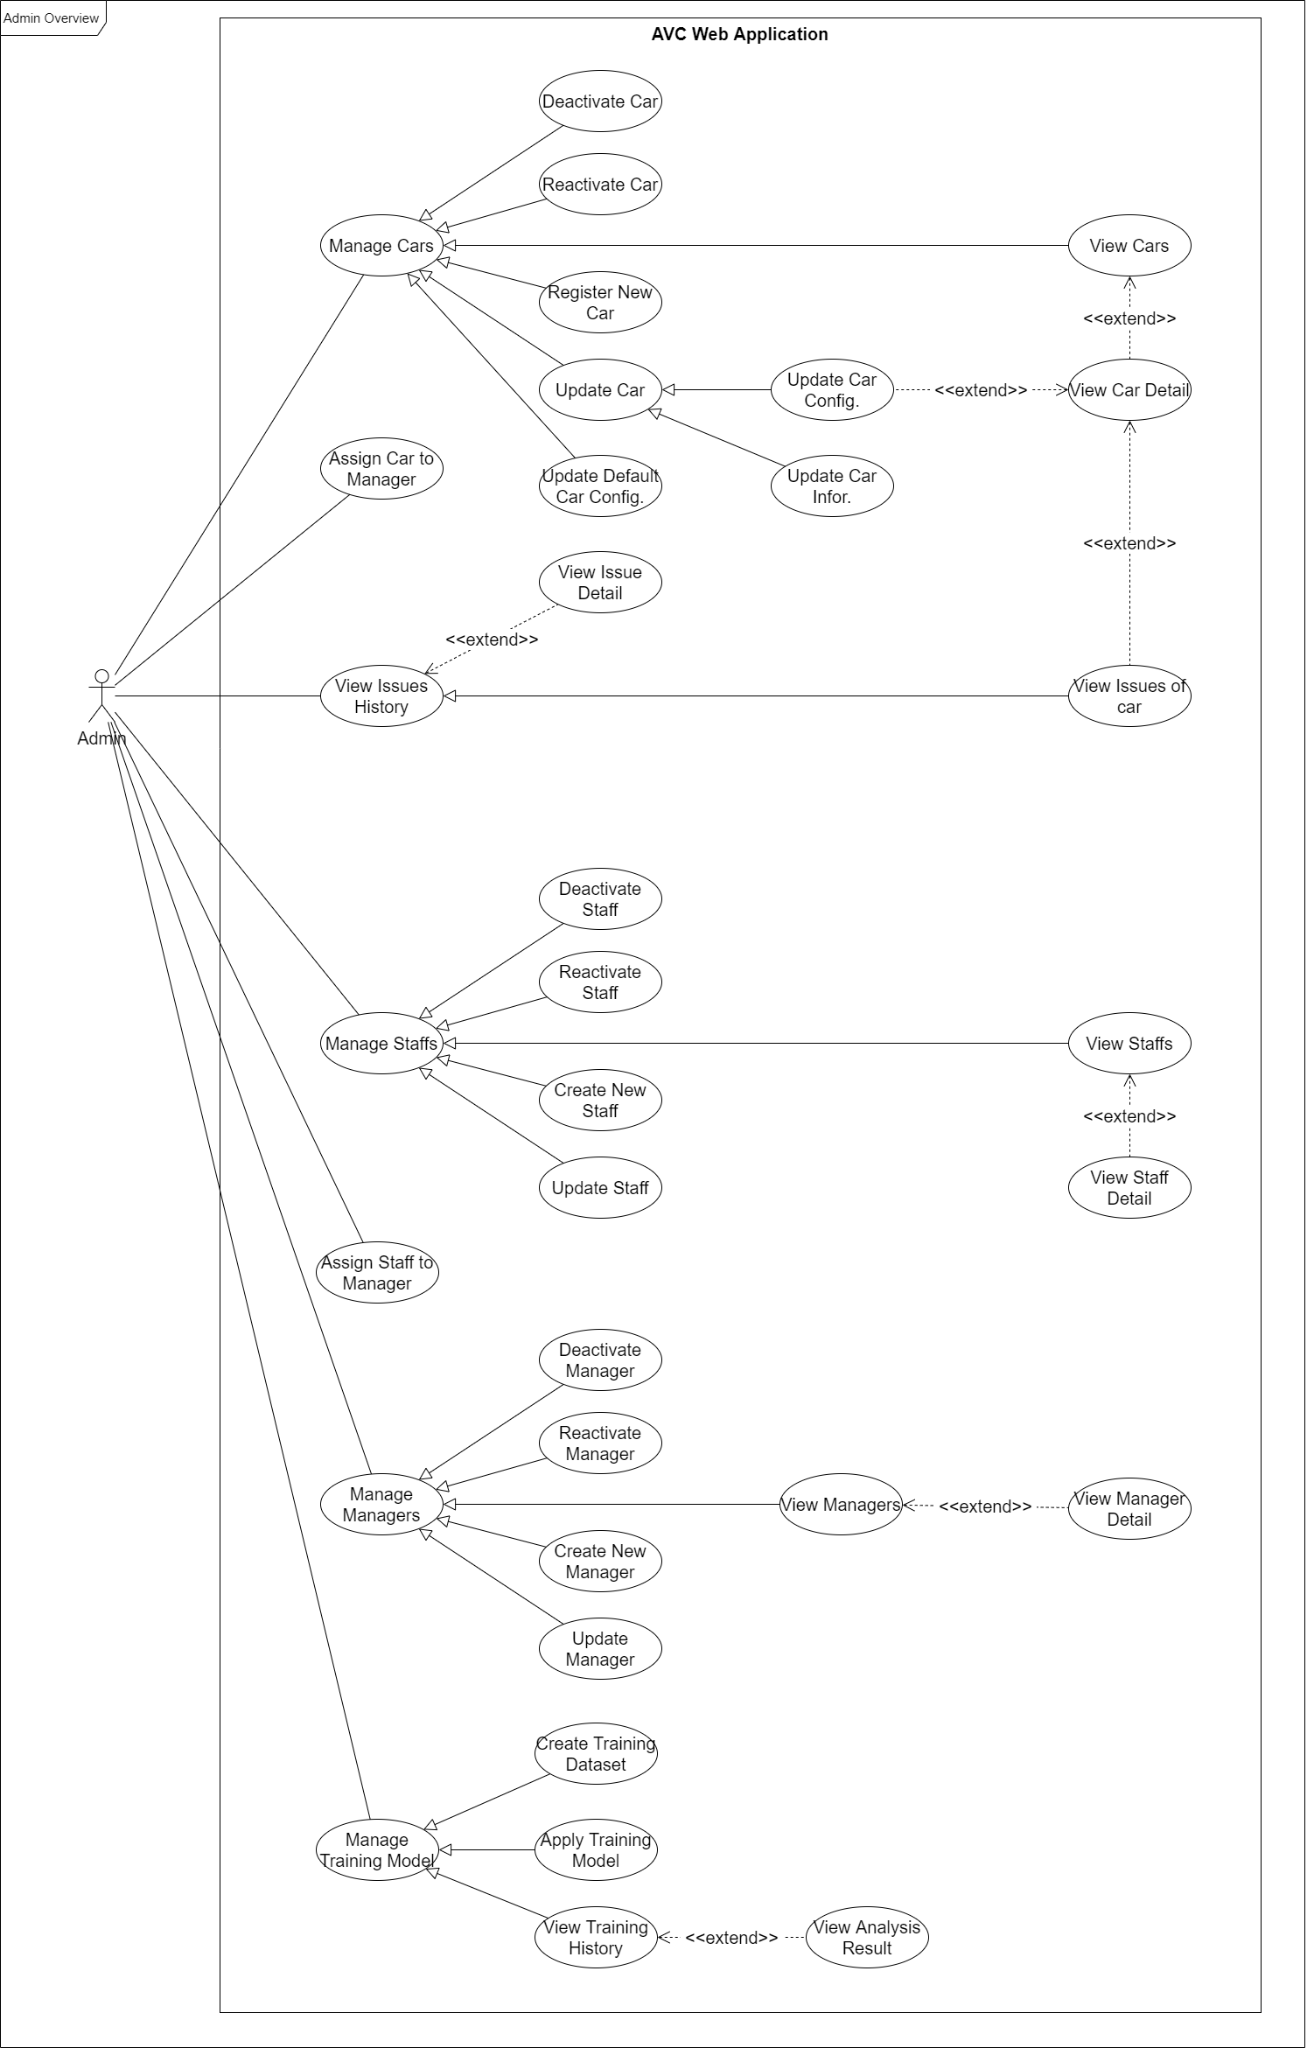 Admin Overview
AVC Web Application
Deactivate Car
Reactivate Car
Manage Cars
View Cars
Register New
Car
<<extend>>
Update Car
Update Car
Config.
<<extend>>
View Car Detail
Assign Car to
Manager
Update Default
Car Config.
Update Car
Infor.
<<extend>>
View Issue
Detail
<<extend>>
View Issues
History
View Issues of
car
Admin
Deactivate
Staff
Reactivate
Staff
Manage Staffs
View Staffs
Create New
Staff
<<extend>>
Update Staff
View Staff
Detail
Assign Staff to
Manager
Deactivate
Manager
Reactivate
Manager
Manage
Managers
View Managers
<<extend>>
View Manager
Detail
Create New
Manager
Update
Manager
Create Training
Dataset
Manage
Training Model
Apply Training
Model
View Training
History
<<extend>>
View Analysis
Result